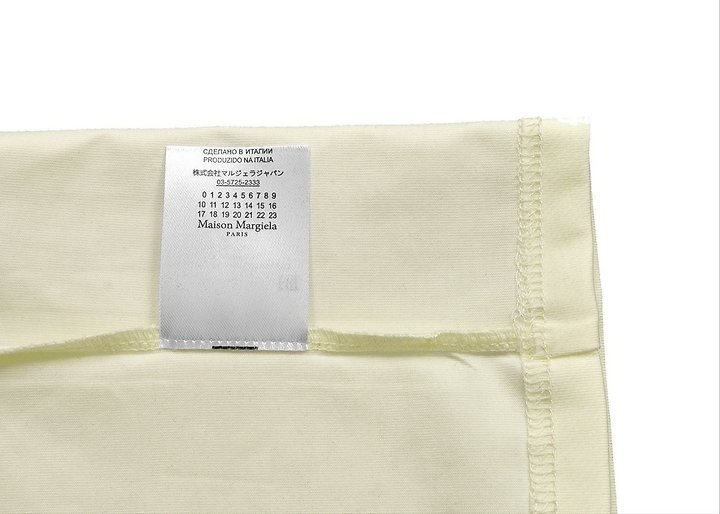 СДЕЛАНО В ИТАЛИИ
PRODUZIDO NA ITALIA
株式会社マルジェラジャパン
03-5725-2333
0 1 2 3 4 5 6 7 8 9
10 11 12 13 14 15 16
17 18 19 20 21 22 23
Maison Margiela
PARIS